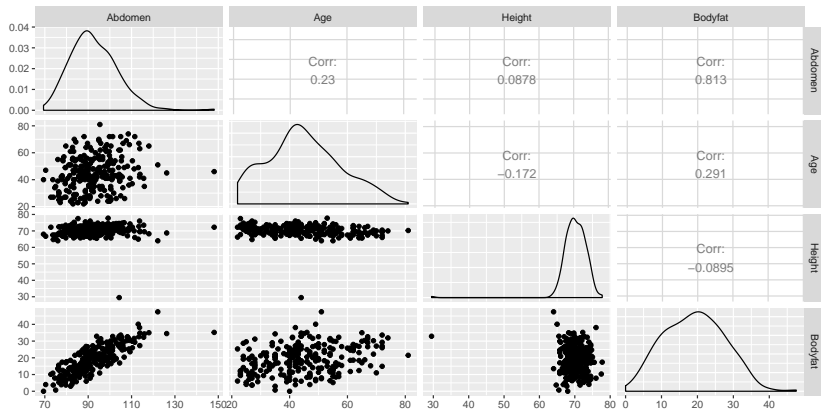 Abdomen Age Height Bodyfat
0.04
0.03
0.02
0.01
0.00
Corr:
0.23
Corr:
0.0878
Corr:
0.813
Abdomen
80
60
40
20
Corr:
−0.172
Corr:
0.291
Age
80
70
60
50
40
30
Corr:
−0.0895
Height
40
30
20
10
0
Bodyfat
70 90 110 130 150 20 40 60 80 30 40 50 60 70 80 0 10 20 30 40